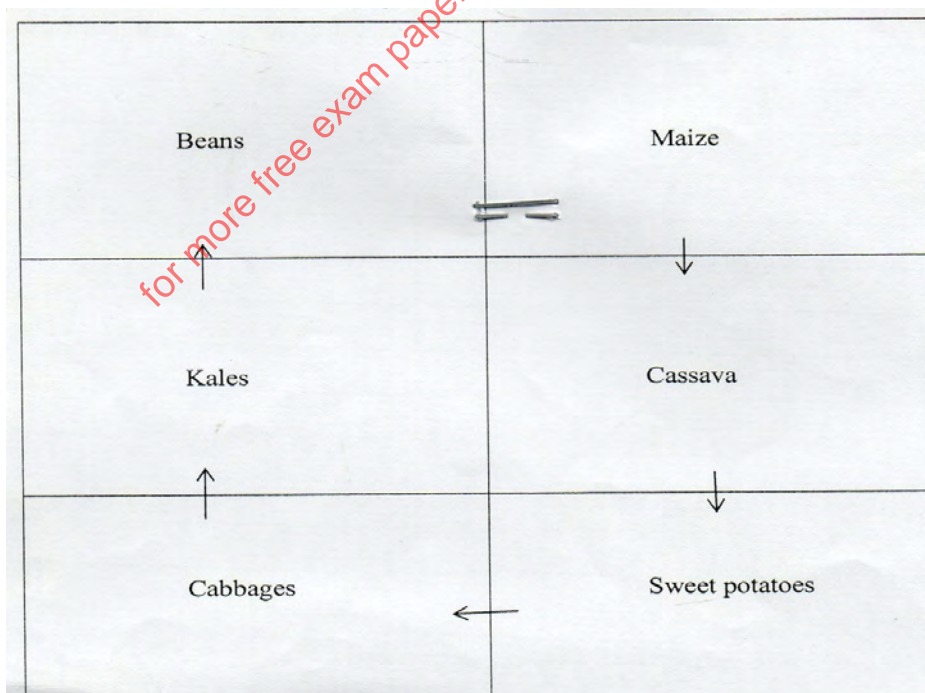 for more free exam pape
Beans
Maize
Kales
Cassava
Cabbages
Sweet potatoes